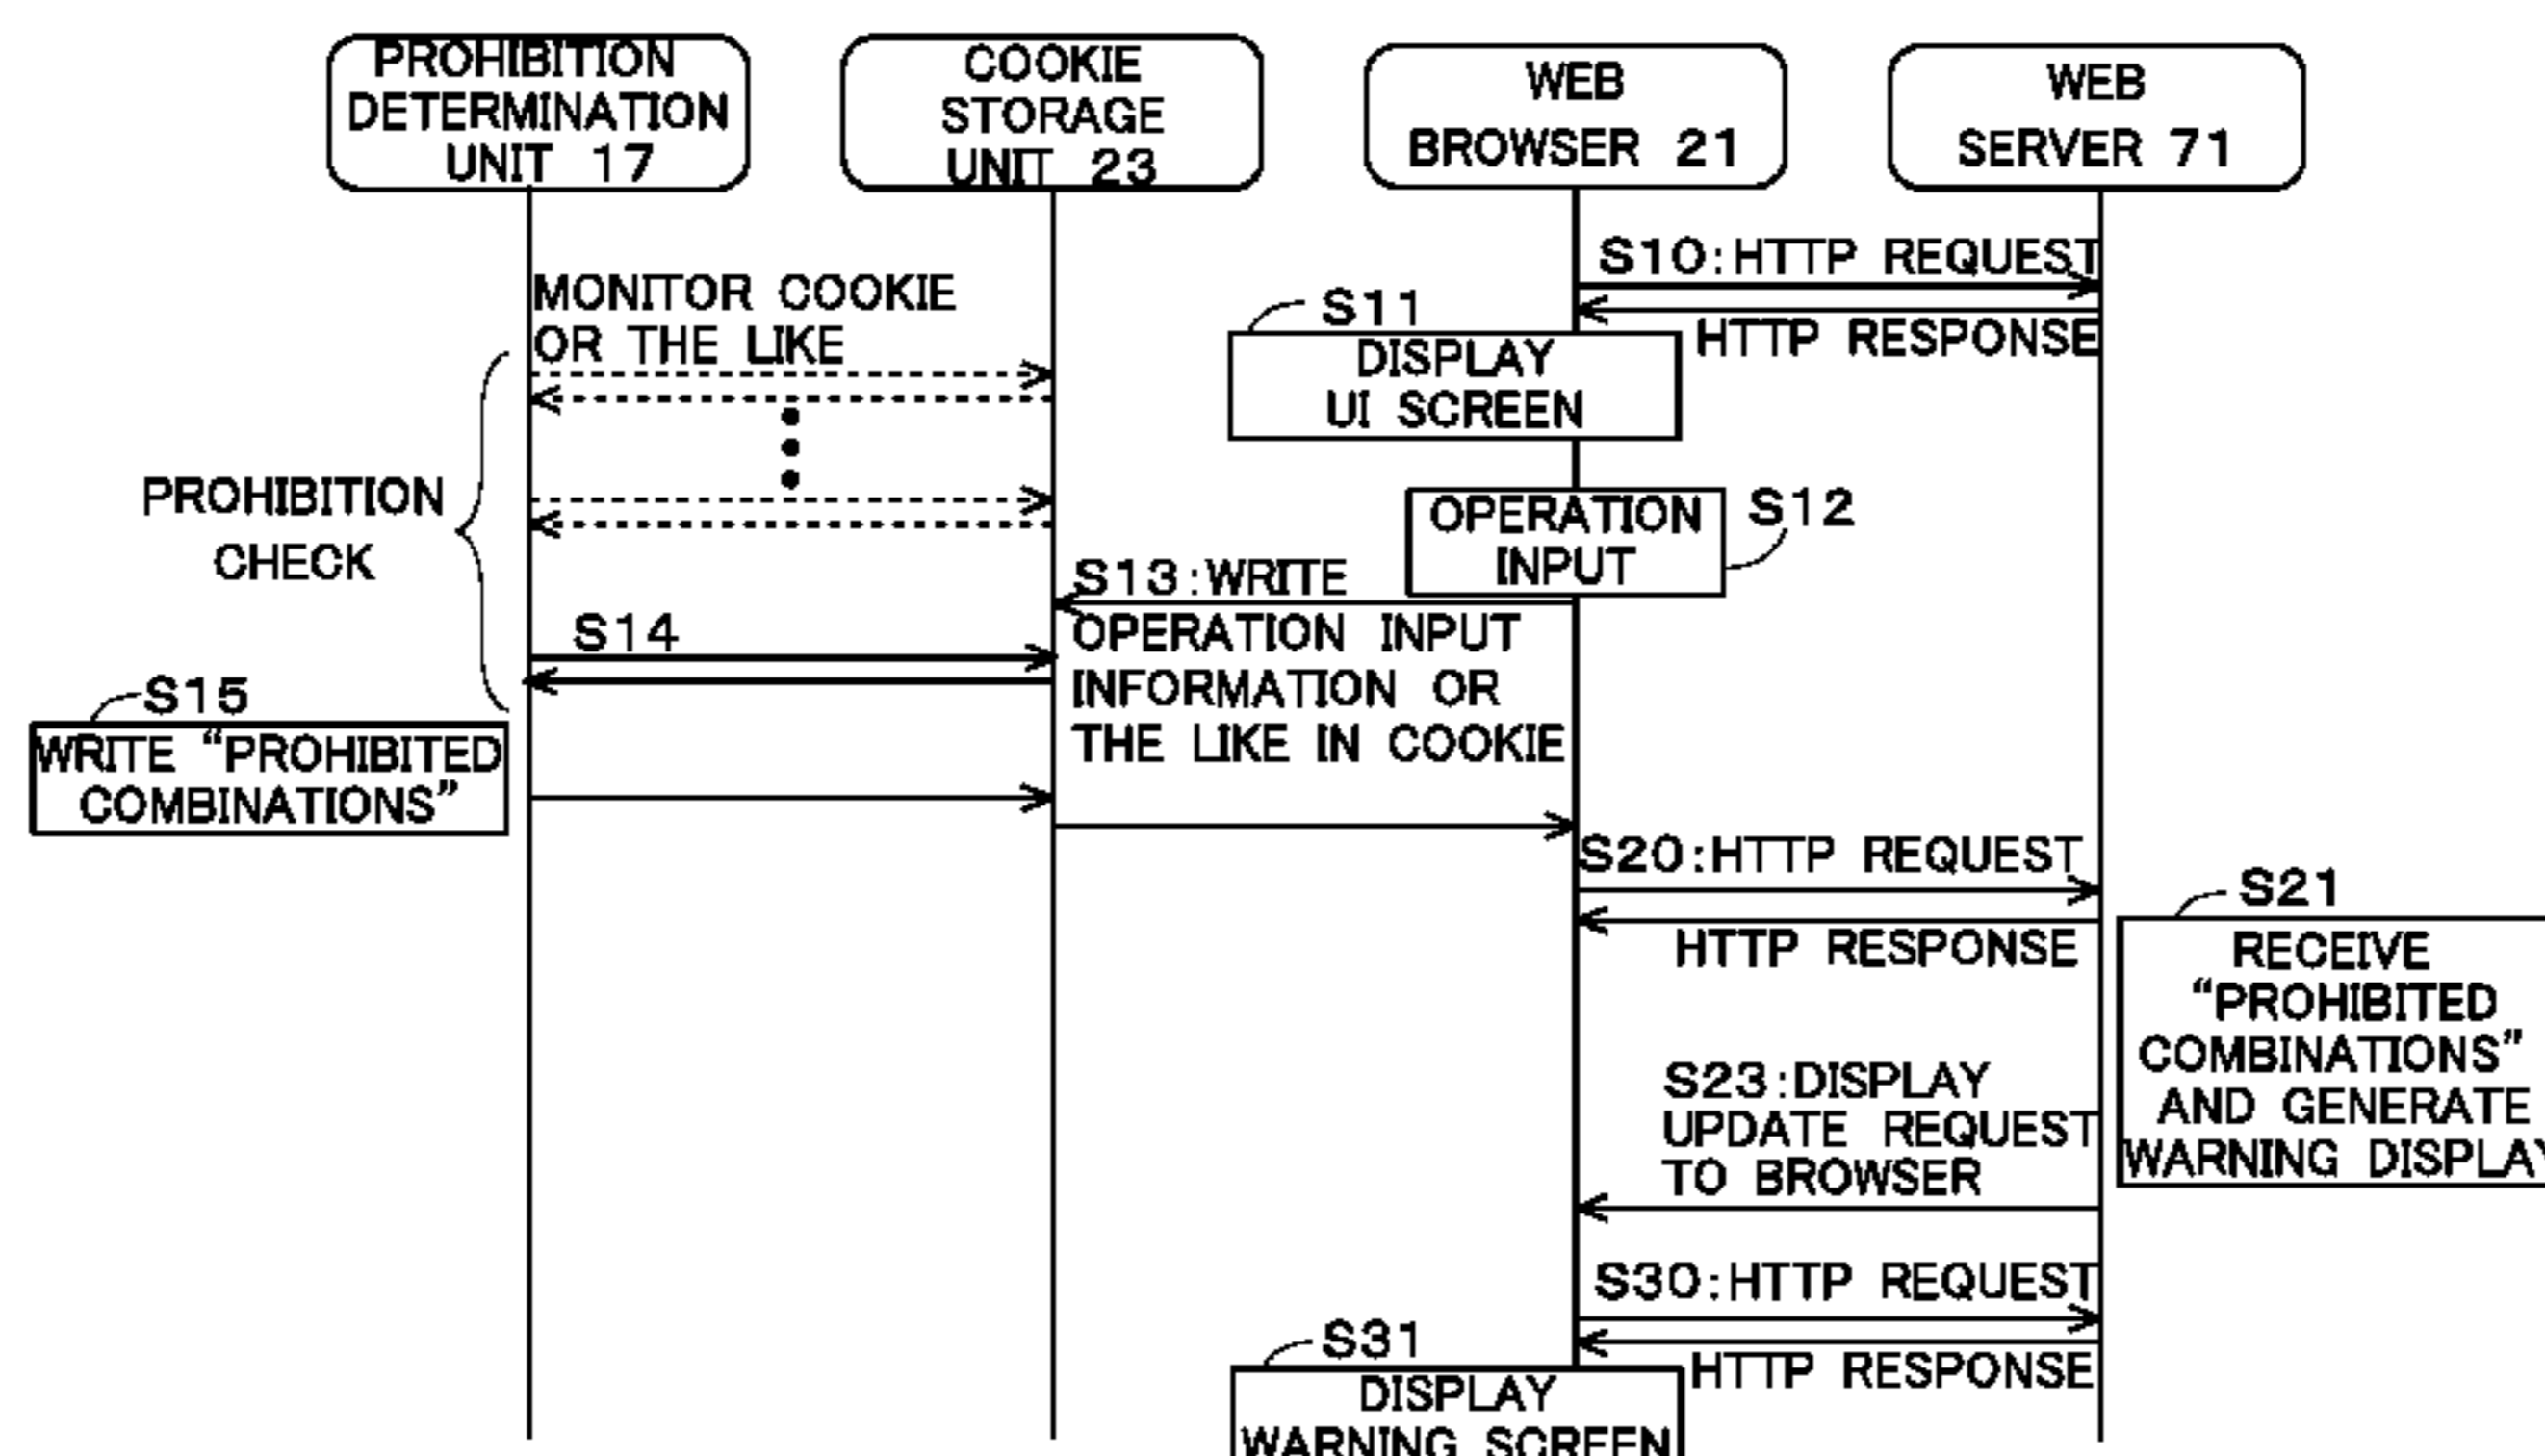 PROHIBITION
DETERMINATION
UNIT 17
COOKIE
STORAGE
UNIT 23
WEB
BROWSER 21
WEB
SERVER 71
S10:HTTP REQUEST
HTTP RESPONSE
MONITOR COOKIE
OR THE LIKE
S11
DISPLAY
UI SCREEN
PROHIBITION
CHECK
OPERATION
INPUT
S12
S13:WRITE
OPERATION INPUT
INFORMATION OR
THE LIKE IN COOKIE
S14
S15
WRITE “PROHIBITED
COMBINATIONS”
S20:HTTP REQUEST
HTTP RESPONSE
S21
RECEIVE
“PROHIBITED
COMBINATIONS”
AND GENERATE
WARNING DISPLAY
S23:DISPLAY
UPDATE REQUEST
TO BROWSER
S30:HTTP REQUEST
HTTP RESPONSE
S31
DISPLAY
WARNING SCREEN